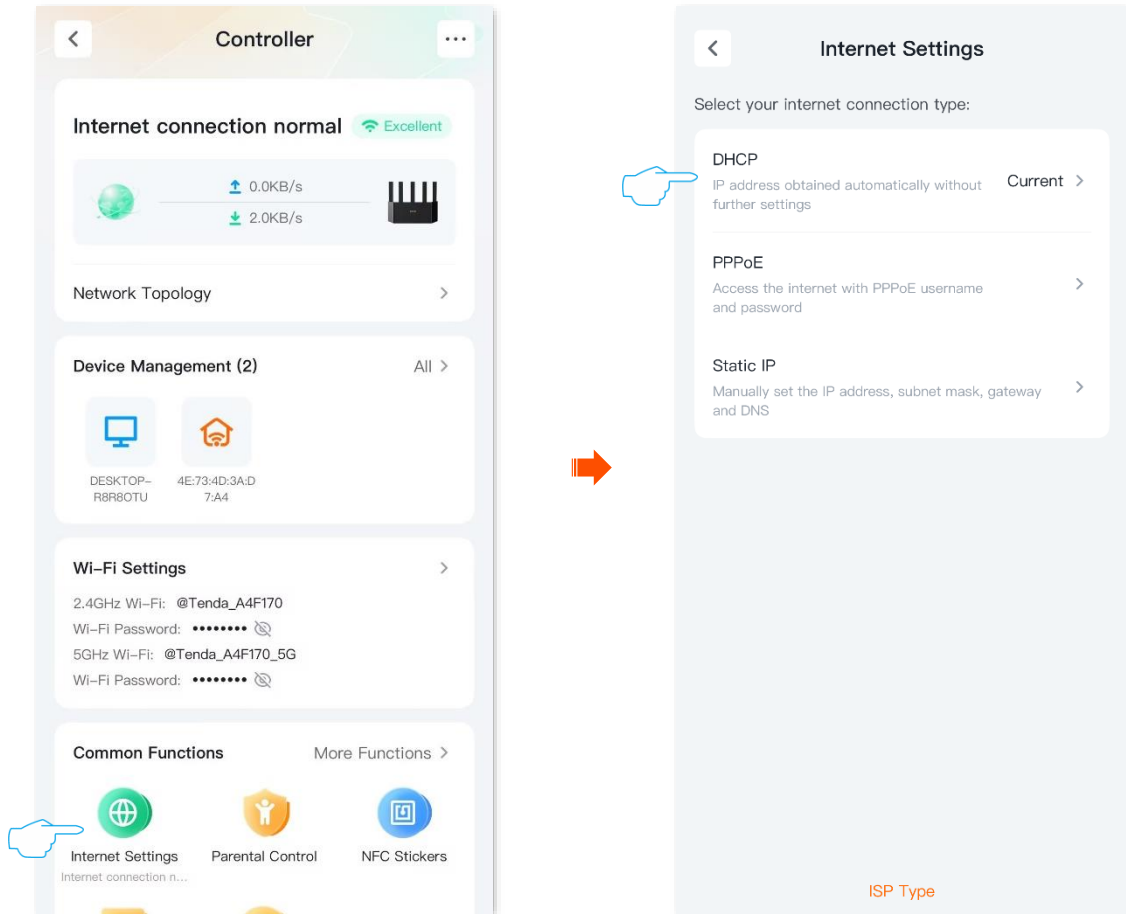 Controller
Internet connection normal Excellent
0.0KB/s
2.0KB/s
Network Topology
Device Management (2) All
DESKTOP-
R8R8OTU
4E:73:4D:3A:D
7:A4
Wi-Fi Settings
2.4GHz Wi-Fi: @Tenda_A4F170
Wi-Fi Password: ••••••••
5GHz Wi-Fi: @Tenda_A4F170_5G
Wi-Fi Password: ••••••••
Common Functions More Functions
Internet Settings
Internet connection n...
Parental Control
NFC Stickers
Internet Settings
Select your internet connection type:
DHCP
IP address obtained automatically without
further settings
Current
PPPoE
Access the internet with PPPoE username
and password
Static IP
Manually set the IP address, subnet mask, gateway
and DNS
ISP Type